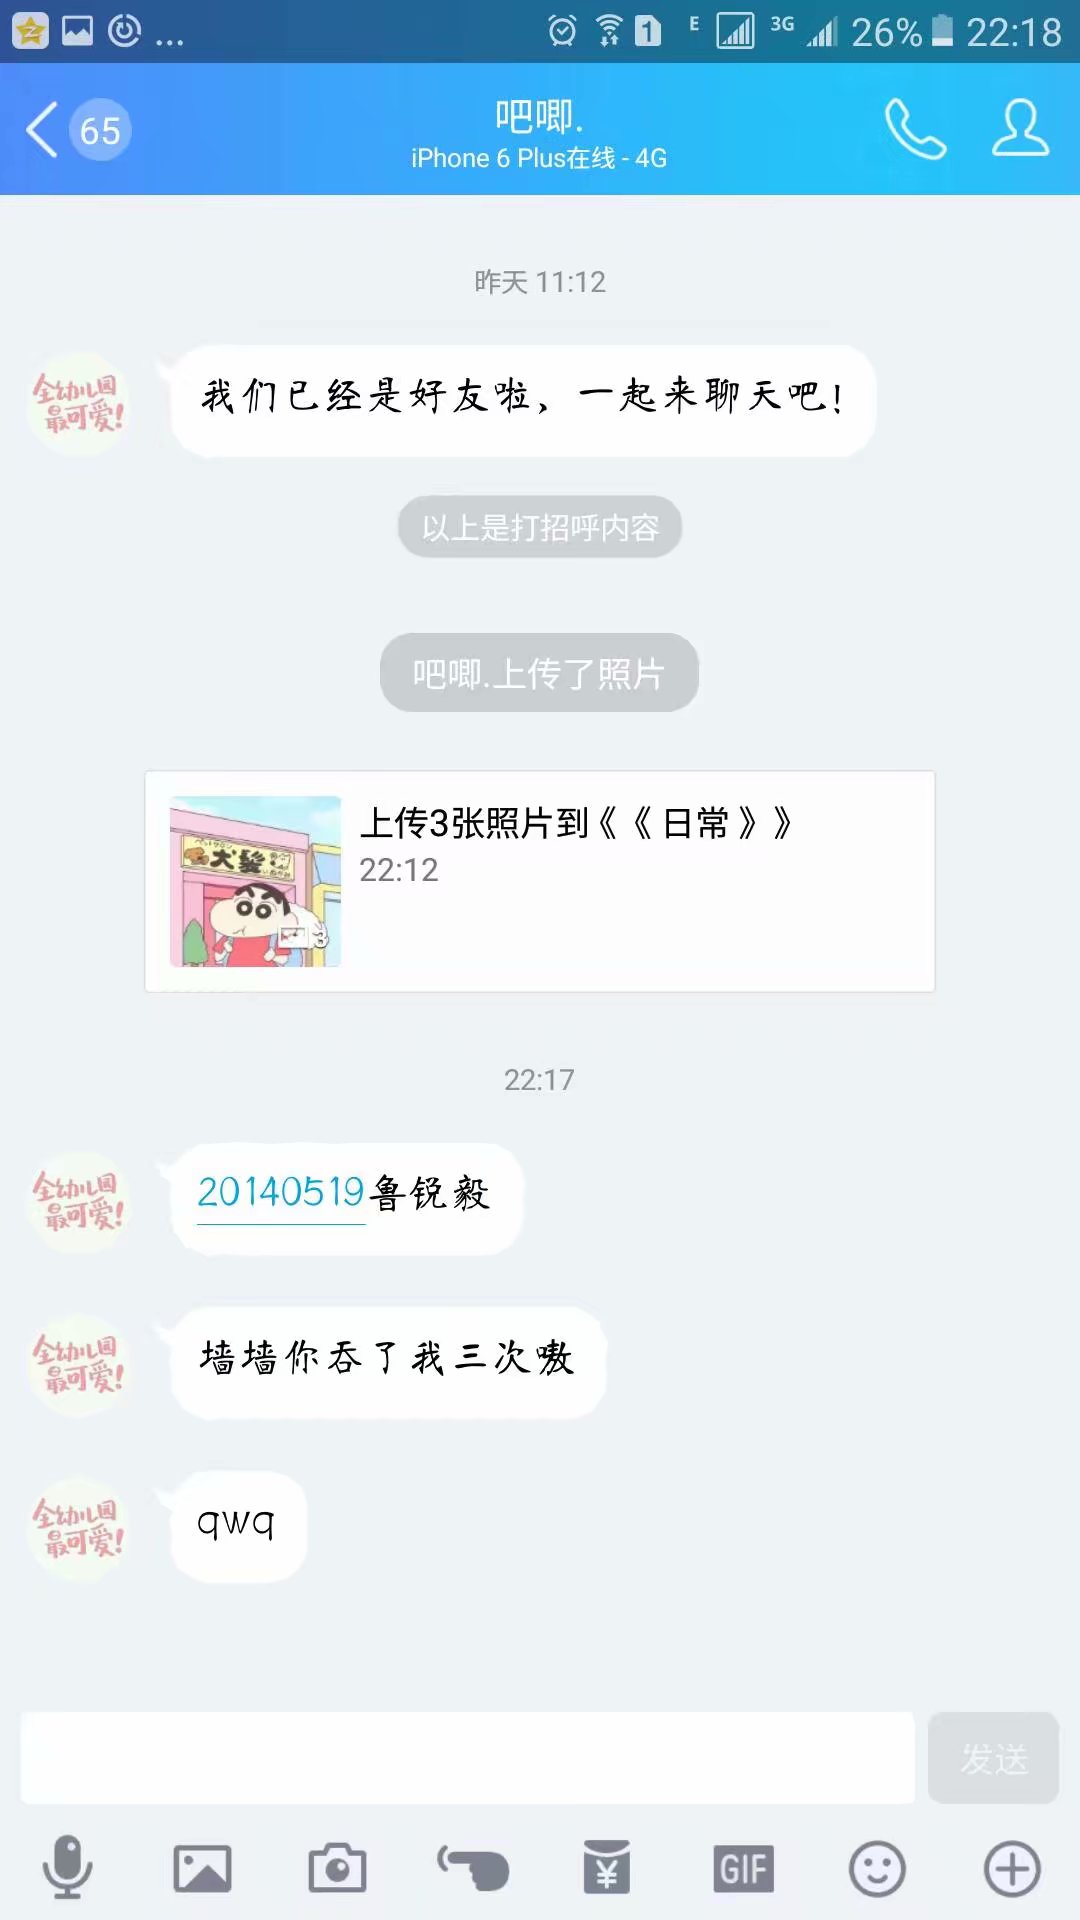 26% 22:18
E 3G 1
65
吧唧.
iPhone 6 Plus在线 - 4G
昨天 11:12
全幼儿园
最可爱!
我们已经是好友啦，一起来聊天吧!
以上是打招呼内容
吧唧.上传了照片
犬髪
上传3张照片到《《 日常 》》
22:12
22:17
全幼儿园
最可爱!
20140519鲁锐毅
全幼儿园
最可爱!
墙墙你吞了我三次嗷
全幼儿园
最可爱!
qwq
发送
¥
GIF